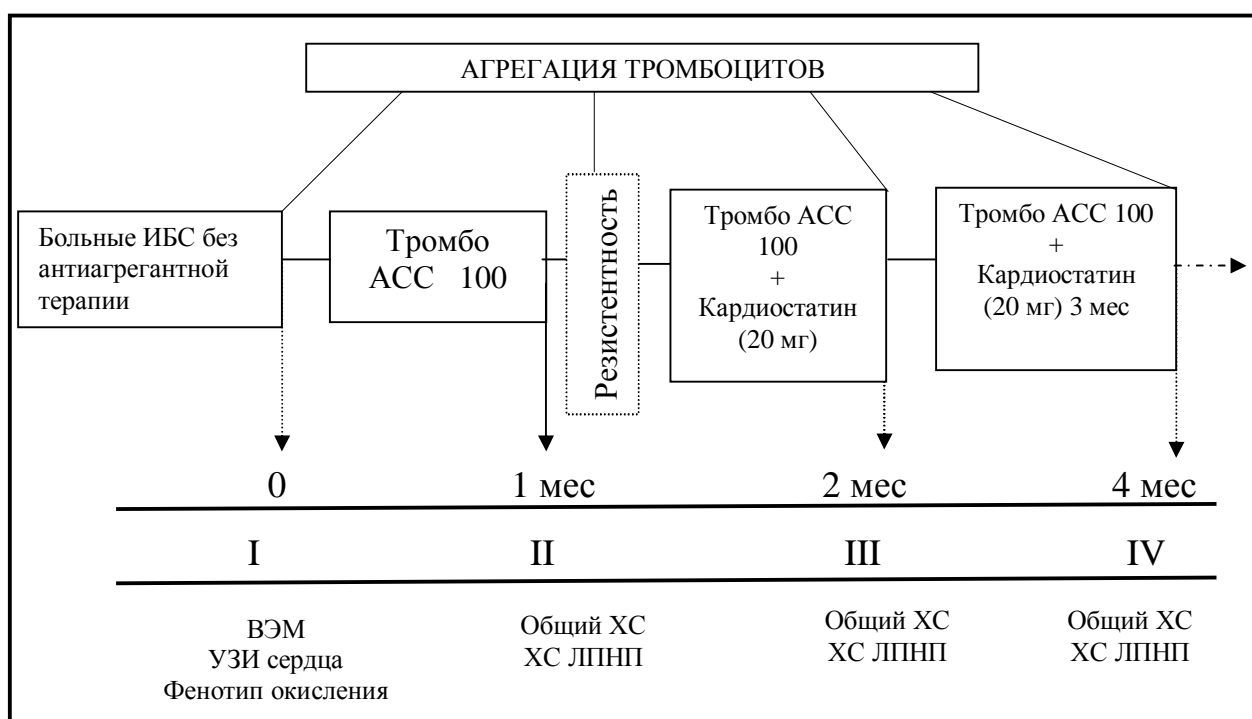 АГРЕГАЦИЯ ТРОМБОЦИТОВ
Больные ИБС без
антиагрегантной
терапии
Тромбо
АСС 100
Резистентность
Тромбо АСС
100
+
Кардиостатин
(20 мг)
Тромбо АСС 100
+
Кардиостатин
(20 мг) 3 мес
0
1 мес
2 мес
4 мес
I
II
III
IV
ВЭМ
УЗИ сердца
Фенотип окисления
Общий ХС
ХС ЛПНП
Общий ХС
ХС ЛПНП
Общий ХС
ХС ЛПНП